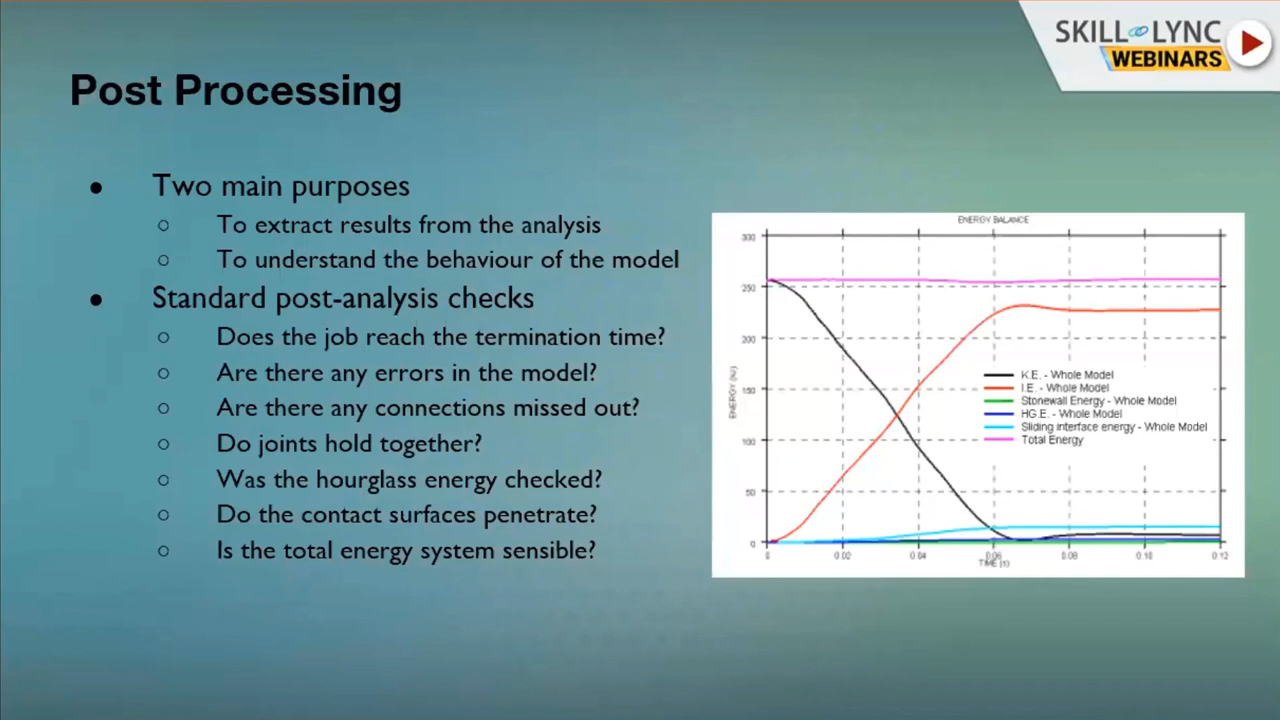 SKILL LYNC
WEBINARS
Post Processing
● Two main purposes
○ To extract results from the analysis
○ To understand the behaviour of the model
● Standard post-analysis checks
○ Does the job reach the termination time?
○ Are there any errors in the model?
○ Are there any connections missed out?
○ Do joints hold together?
○ Was the hourglass energy checked?
○ Do the contact surfaces penetrate?
○ Is the total energy system sensible?
ENERGY BALANCE
300
250
200
150
100
50
0
ENERGY (kJ)
K.E. - Whole Model
I.E. - Whole Model
Stonewall Energy - Whole Model
HG.E. - Whole Model
Sliding interface energy - Whole Model
Total Energy
0 0.02 0.04 0.06 0.08 0.10 0.12
TIME (s)